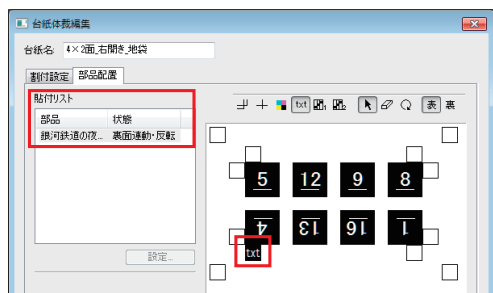 台紙体裁編集
台紙名: 4×2面_右開き_地袋
割付設定 部品配置
貼付リスト
部品 状態
銀河鉄道の夜... 裏面連動・反転
設定...
txt 表 裏
5 12 9 8
4 13 16 1
txt